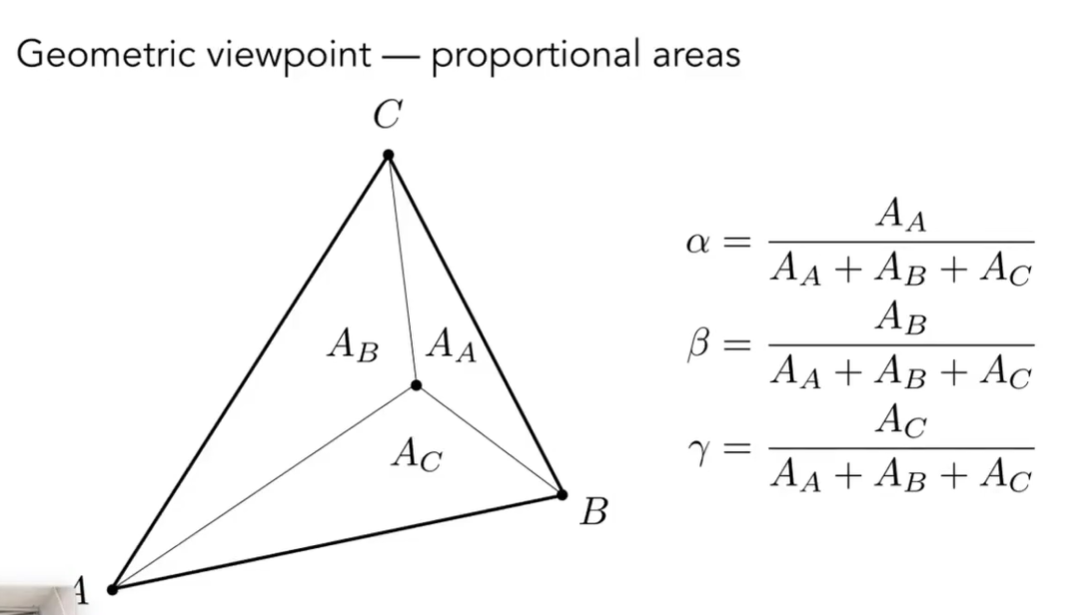 Geometric viewpoint — proportional areas
C
α = A_A / (A_A + A_B + A_C)
A_B A_A
β = A_B / (A_A + A_B + A_C)
A_C
γ = A_C / (A_A + A_B + A_C)
B
A